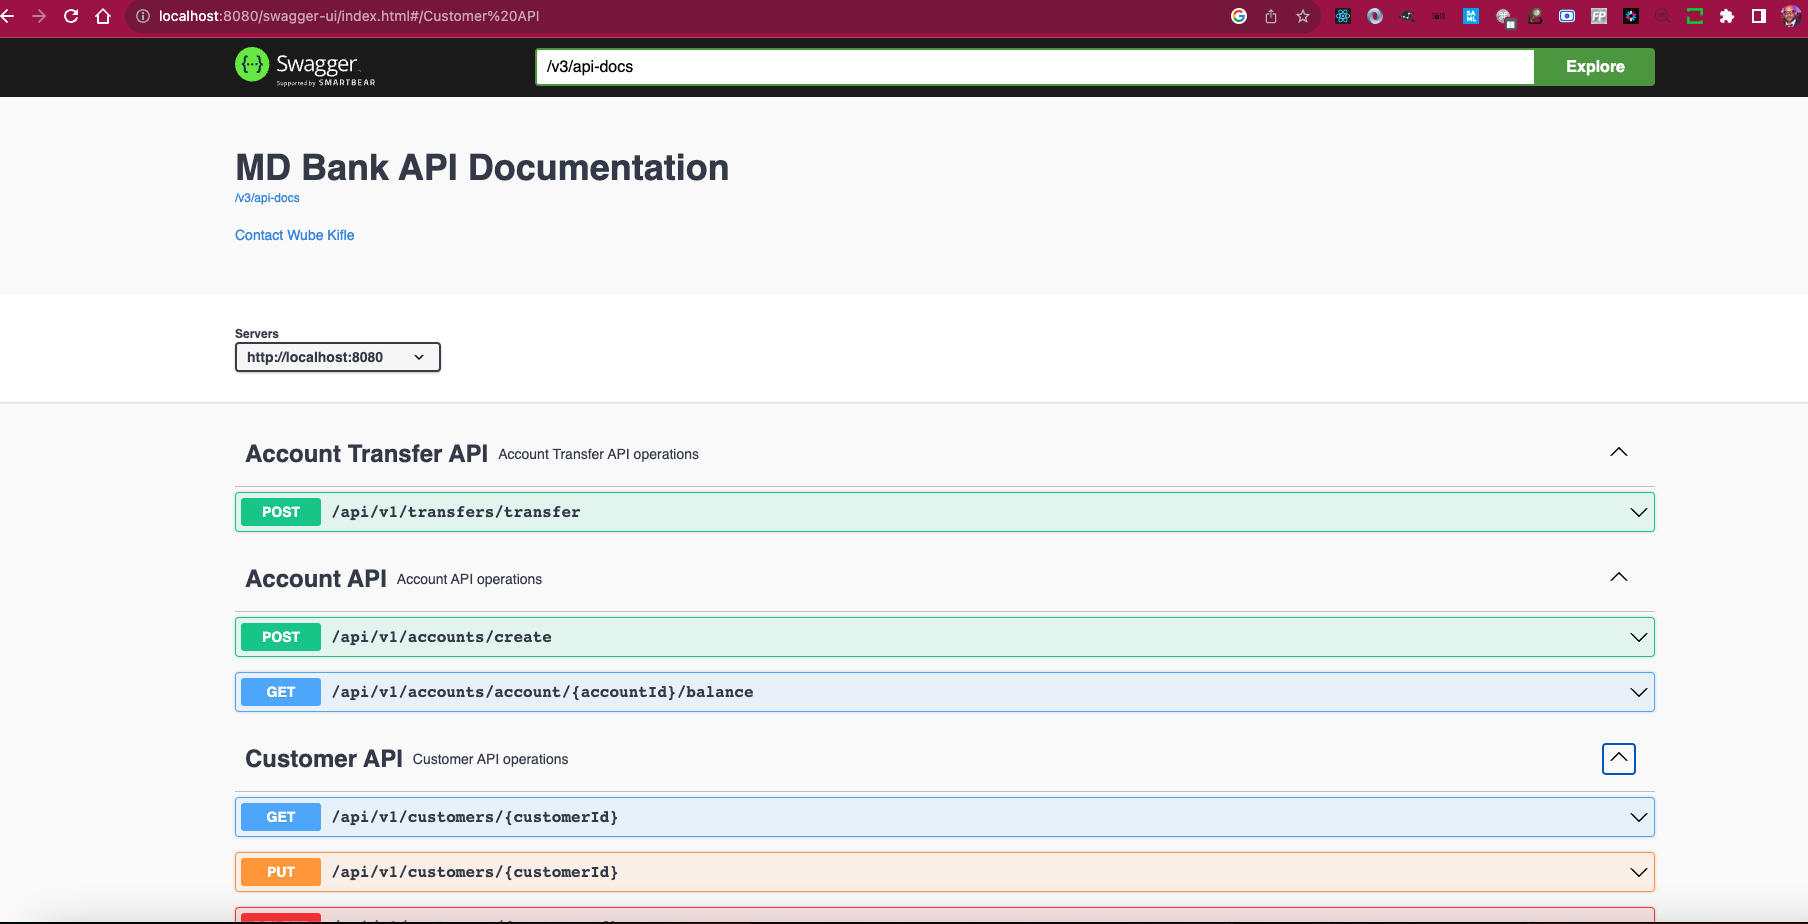 localhost:8080/swagger-ui/index.html#/Customer%20API
Swagger
Supported by SMARTBEAR
/v3/api-docs
Explore
MD Bank API Documentation
/v3/api-docs
Contact Wube Kifle
Servers
http://localhost:8080
Account Transfer API Account Transfer API operations
POST /api/v1/transfers/transfer
Account API Account API operations
POST /api/v1/accounts/create
GET /api/v1/accounts/account/{accountId}/balance
Customer API Customer API operations
GET /api/v1/customers/{customerId}
PUT /api/v1/customers/{customerId}